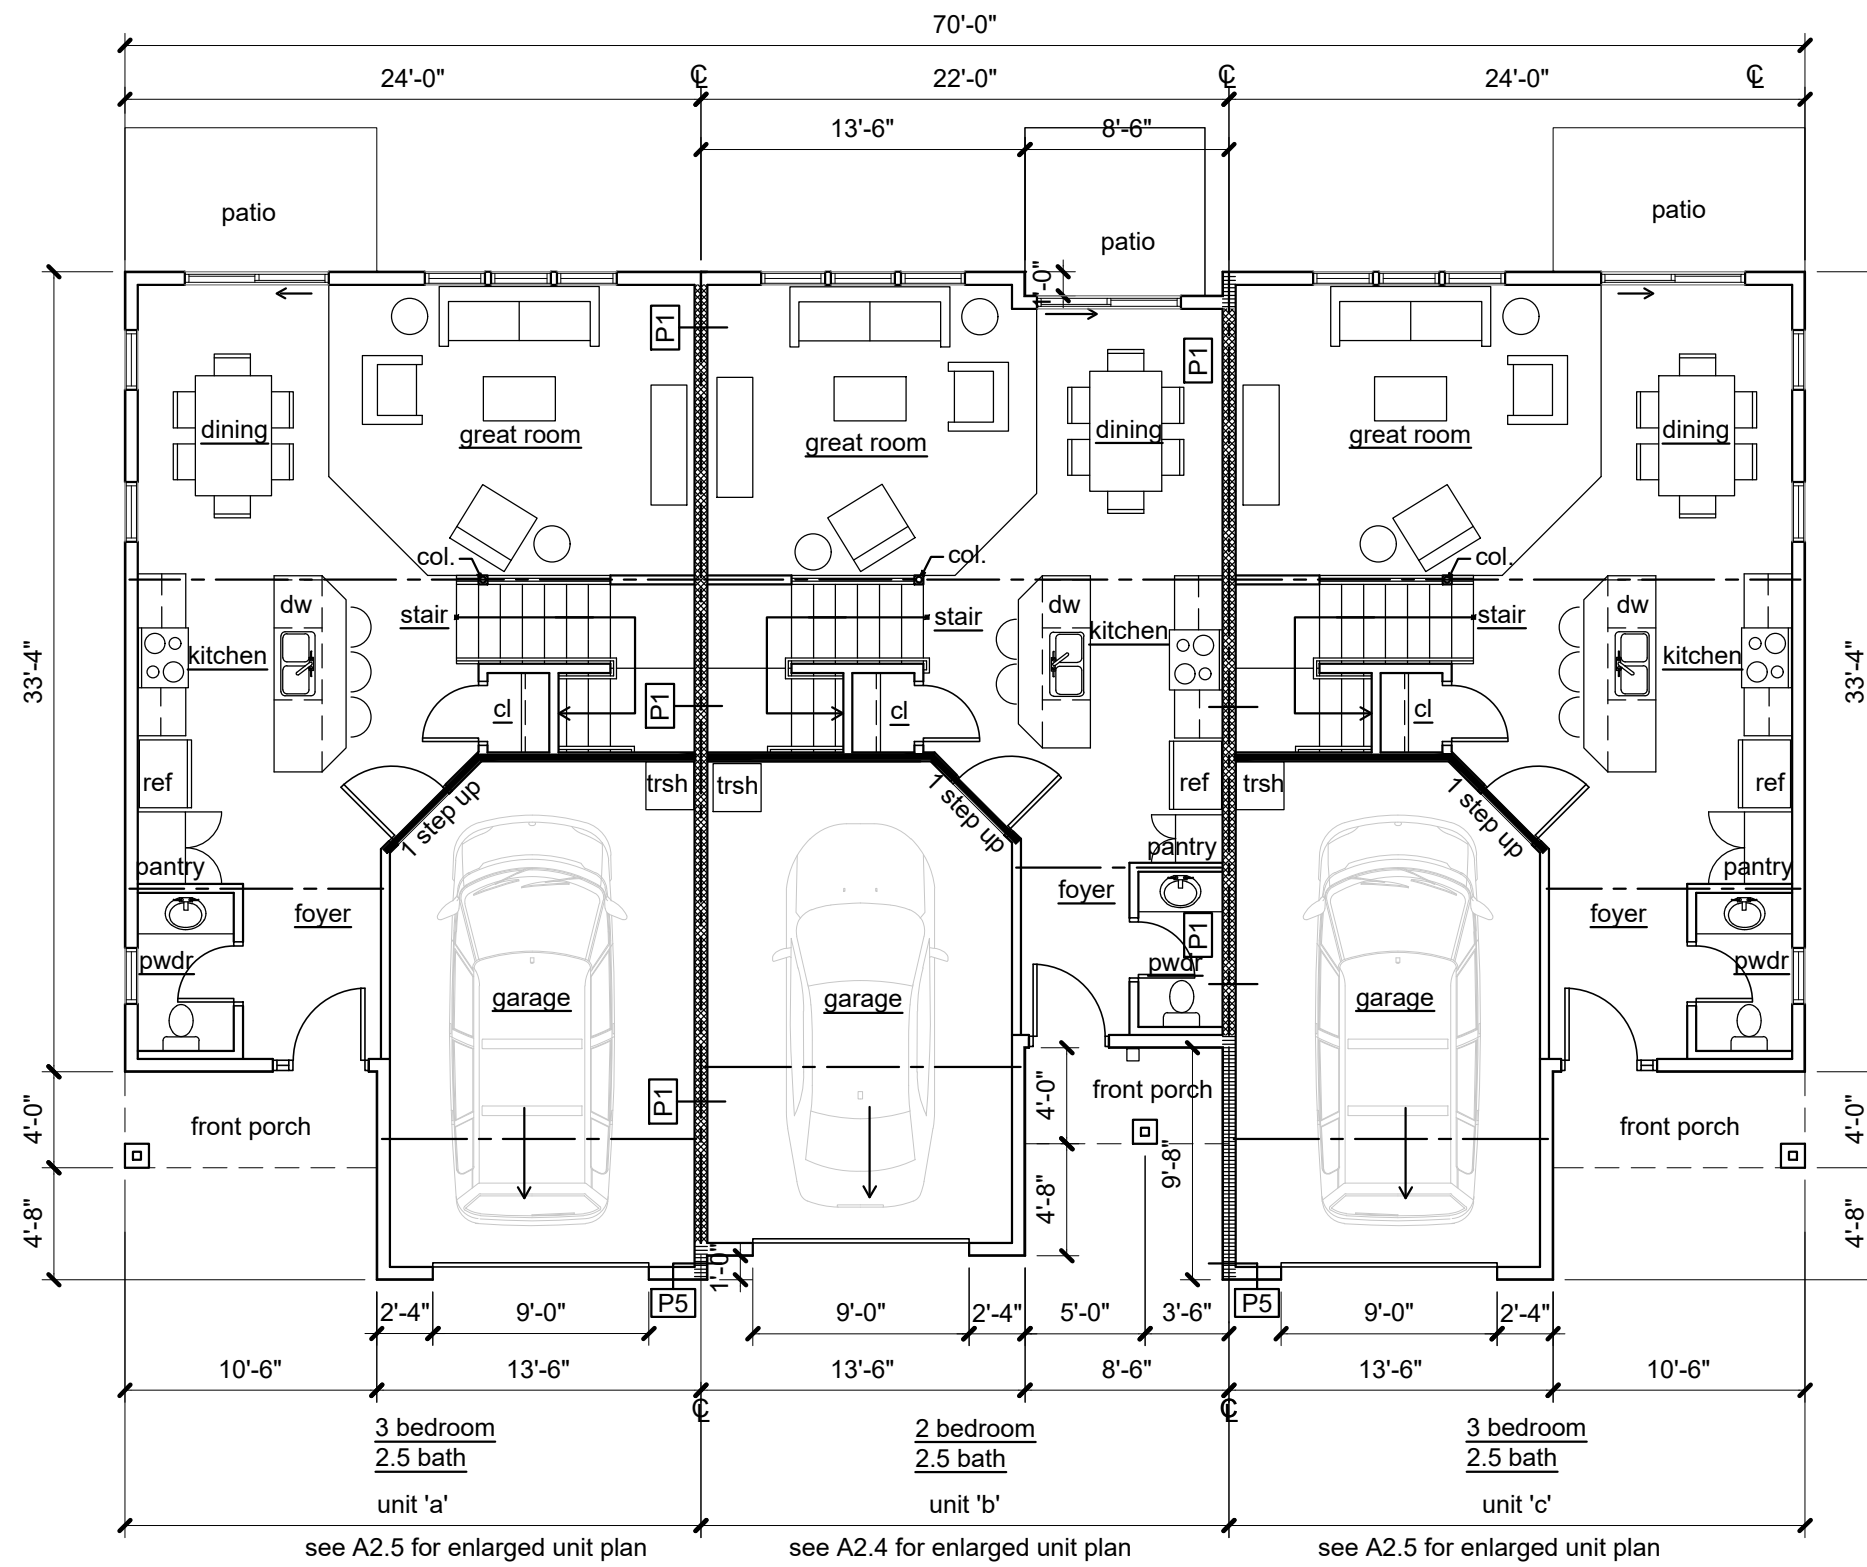 70'-0"
24'-0" ℄ 22'-0" ℄ 24'-0" ℄
13'-6" 8'-6"
patio patio patio
1'-0"
P1 P1
dining great room great room dining great room dining
col. col. col.
dw stair stair dw stair dw
kitchen kitchen kitchen
33'-4" 33'-4"
cl P1 cl cl
ref trsh trsh ref trsh ref
1 step up 1 step up 1 step up
pantry pantry pantry
foyer foyer foyer
pwdr P1 pwdr pwdr
garage garage garage
front porch 4'-0" P1 front porch front porch
4'-0" 4'-0"
4'-8" 4'-8" 9'-8" 4'-8"
1'-0"
P5 P5
2'-4" 9'-0" 9'-0" 2'-4" 5'-0" 3'-6" 9'-0" 2'-4"
10'-6" 13'-6" 13'-6" 8'-6" 13'-6" 10'-6"
℄ ℄
3 bedroom 2 bedroom 3 bedroom
2.5 bath 2.5 bath 2.5 bath
unit 'a' unit 'b' unit 'c'
see A2.5 for enlarged unit plan see A2.4 for enlarged unit plan see A2.5 for enlarged unit plan